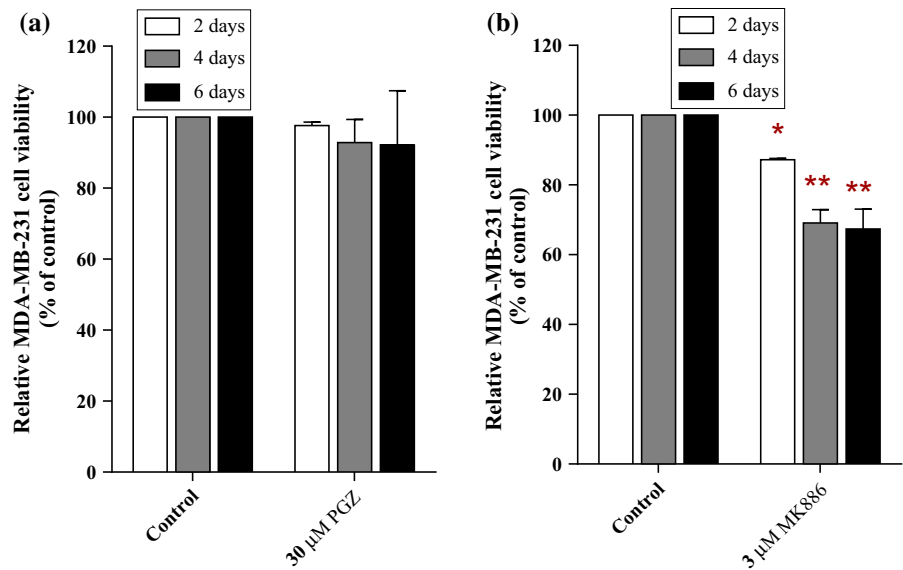 (a)
2 days
4 days
6 days
Relative MDA-MB-231 cell viability
(% of control)
120
100
80
60
40
20
0
Control
30 μM PGZ
(b)
2 days
4 days
6 days
Relative MDA-MB-231 cell viability
(% of control)
120
100
80
60
40
20
0
*
**
**
Control
3 μM MK886